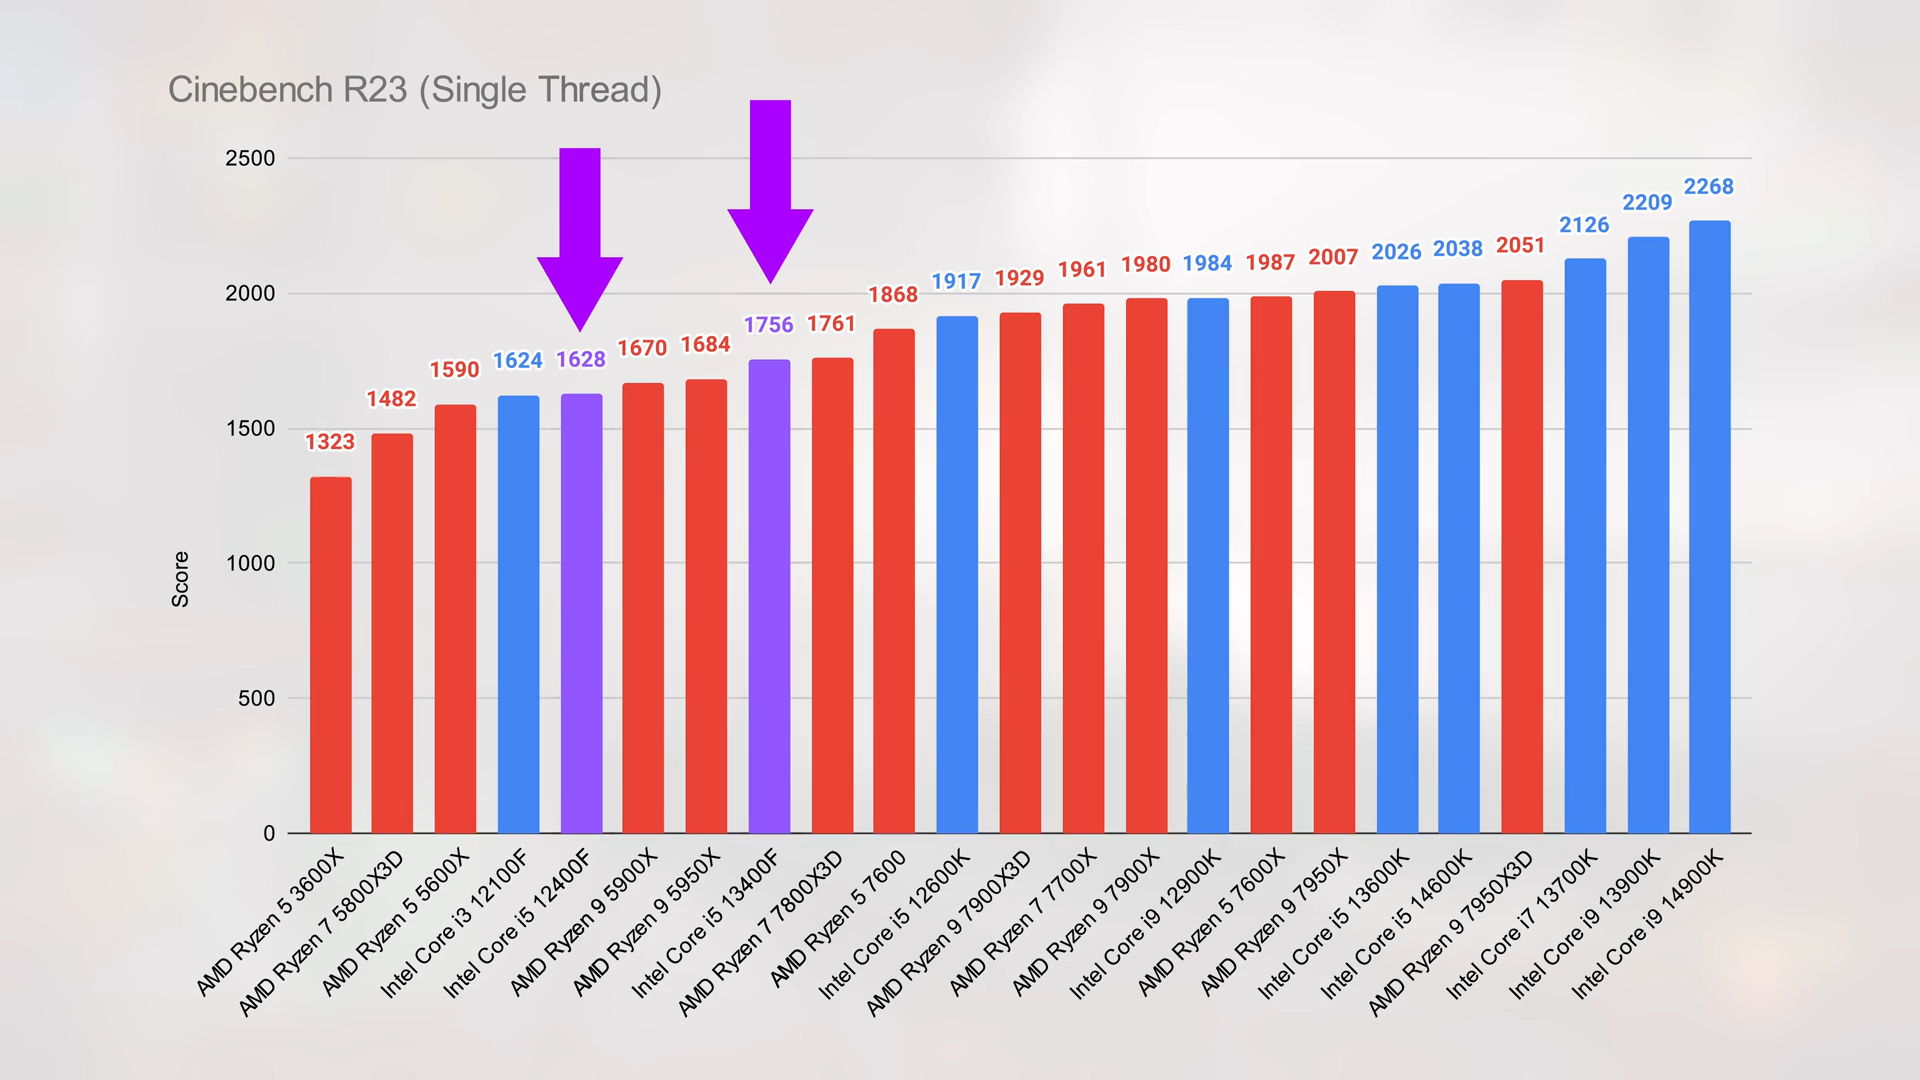 Cinebench R23 (Single Thread)
2500
2000
1500
1000
500
0
Score
1323
1482
1590
1624
1628
1670
1684
1756
1761
1868
1917
1929
1961
1980
1984
1987
2007
2026
2038
2051
2126
2209
2268
AMD Ryzen 5 3600X
AMD Ryzen 7 5800X3D
AMD Ryzen 5 5600X
Intel Core i3 12100F
Intel Core i5 12400F
AMD Ryzen 9 5900X
AMD Ryzen 9 5950X
Intel Core i5 13400F
AMD Ryzen 7 7800X3D
AMD Ryzen 5 7600
Intel Core i5 12600K
AMD Ryzen 9 7900X3D
AMD Ryzen 7 7700X
AMD Ryzen 9 7900X
Intel Core i9 12900K
AMD Ryzen 5 7600X
AMD Ryzen 9 7950X
Intel Core i5 13600K
Intel Core i5 14600K
AMD Ryzen 9 7950X3D
Intel Core i7 13700K
Intel Core i9 13900K
Intel Core i9 14900K